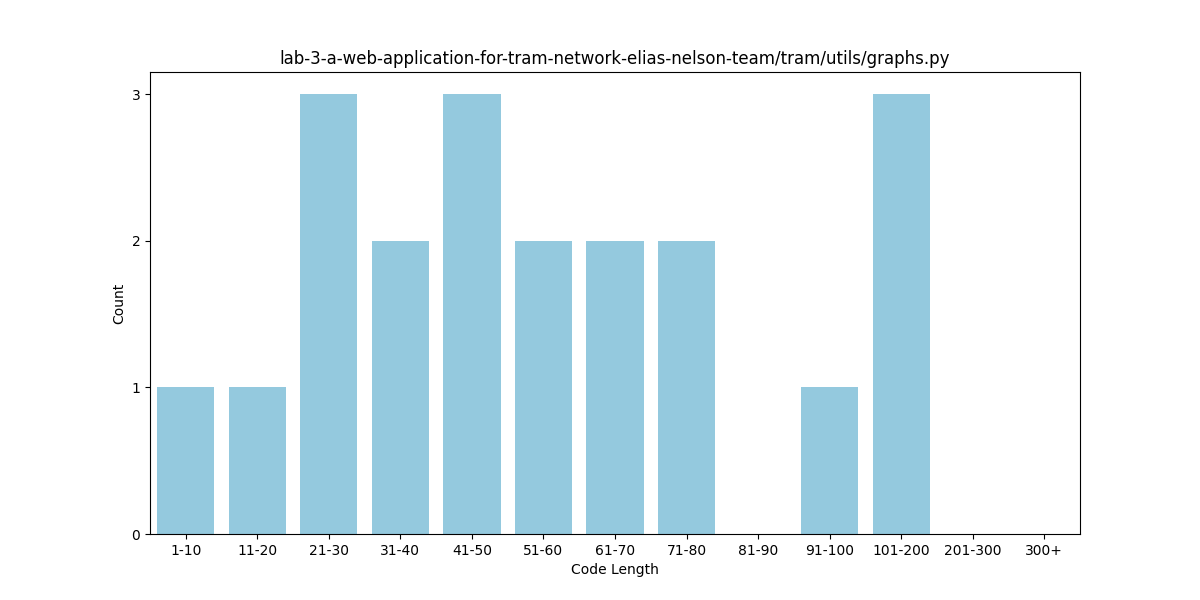 lab-3-a-web-application-for-tram-network-elias-nelson-team/tram/utils/graphs.py
3
2
1
0
Count
1-10 11-20 21-30 31-40 41-50 51-60 61-70 71-80 81-90 91-100 101-200 201-300 300+
Code Length